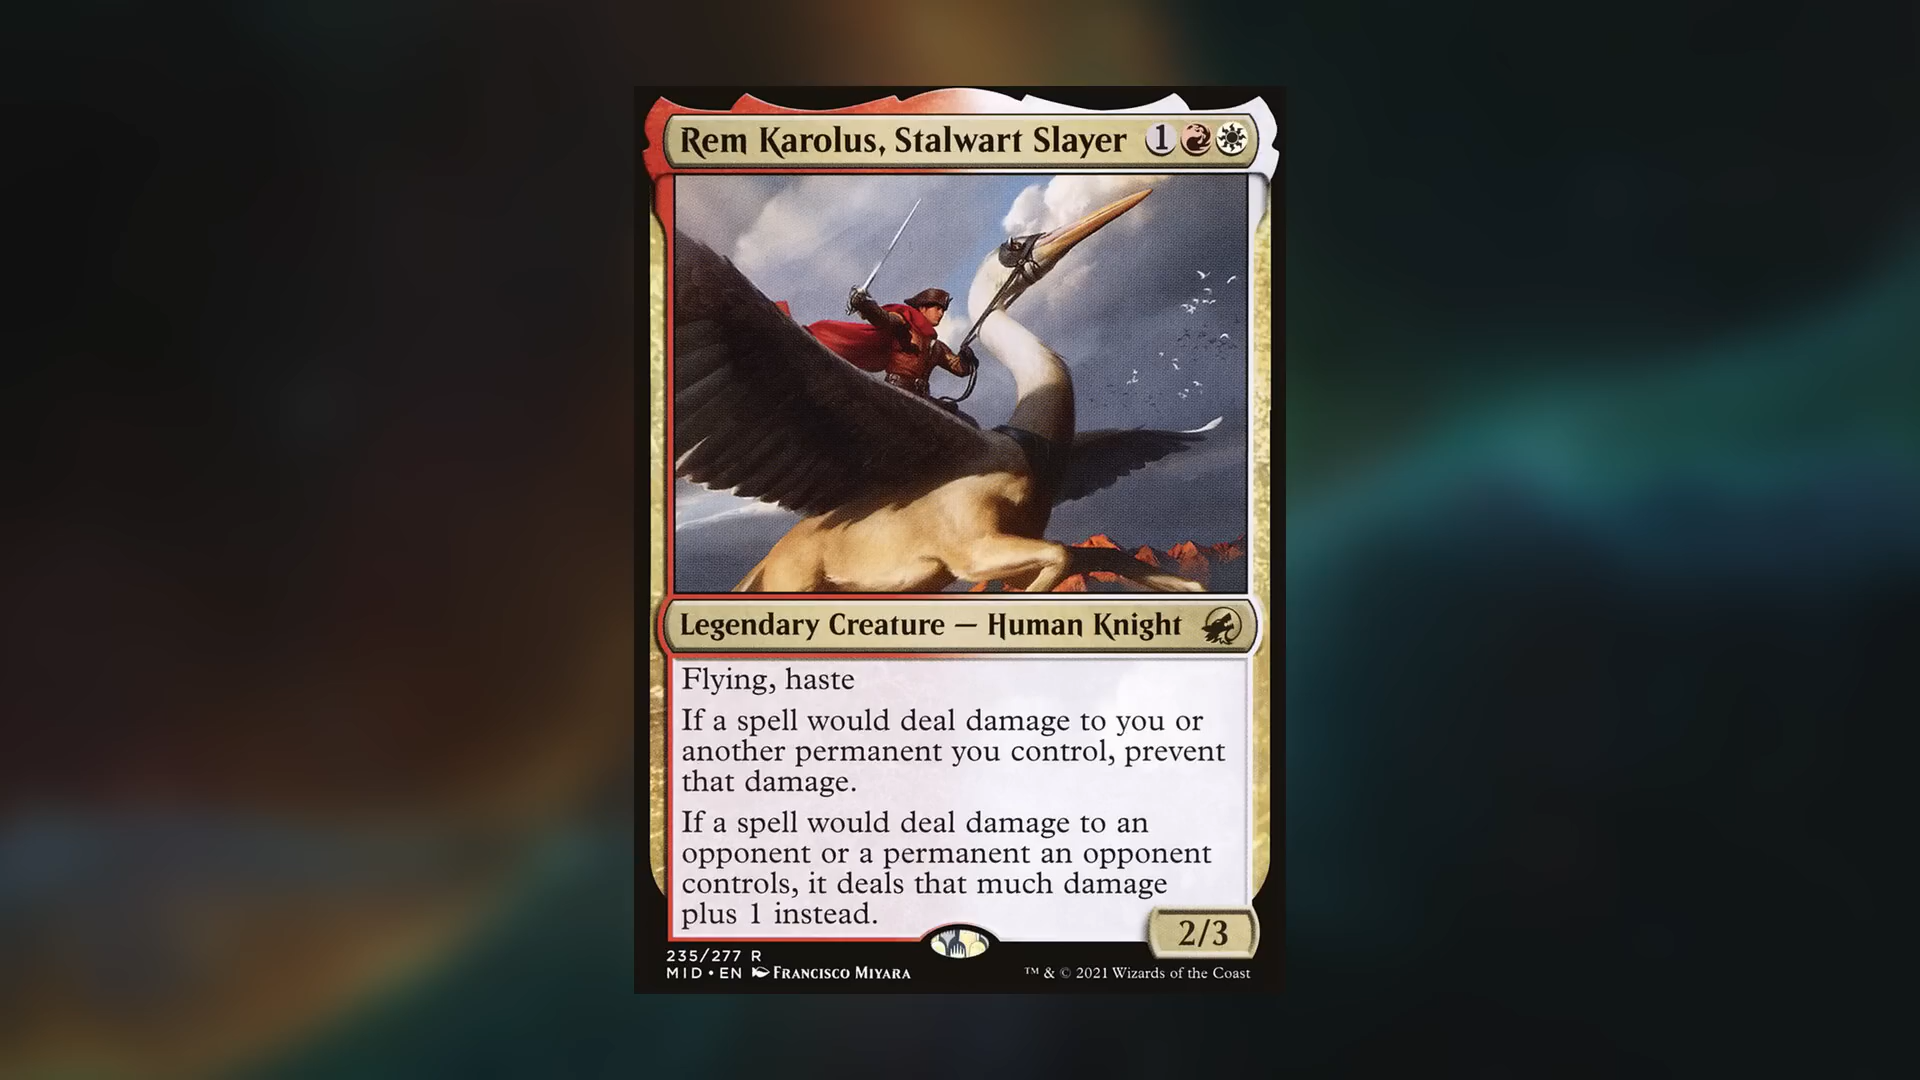 Rem Karolus, Stalwart Slayer 1
Legendary Creature — Human Knight
Flying, haste
If a spell would deal damage to you or
another permanent you control, prevent
that damage.
If a spell would deal damage to an
opponent or a permanent an opponent
controls, it deals that much damage
plus 1 instead.
2/3
235/277 R
MID • EN Francisco Miyara
™ & © 2021 Wizards of the Coast